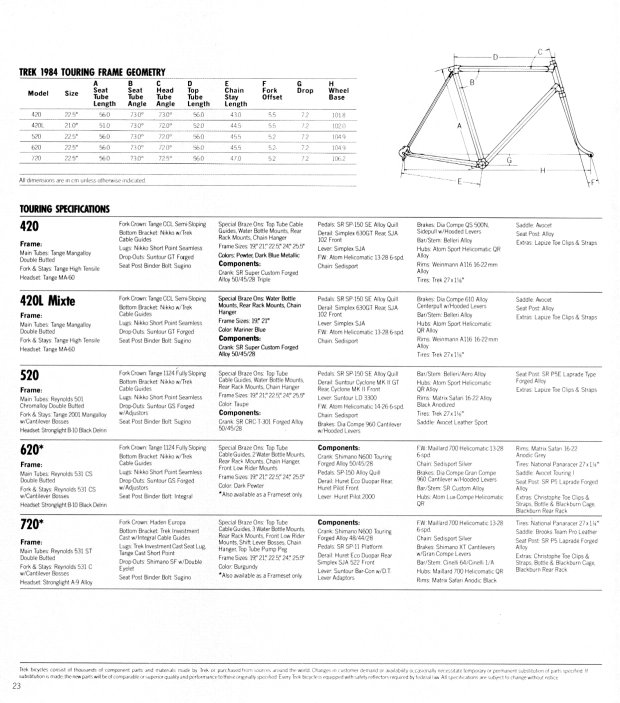 TREK 1984 TOURING FRAME GEOMETRY
Model Size A Seat Tube Length B Seat Tube Angle C Head Tube Angle D Top Tube Length E Chain Stay Length F Fork Offset G Drop H Wheel Base
420 22.5" 56.0 73.0° 73.0° 56.0 43.0 5.5 7.2 101.8
420L 21.0" 51.0 73.0° 72.0° 52.0 44.5 5.5 7.2 102.0
520 22.5" 56.0 73.0° 72.0° 56.0 45.5 5.2 7.2 104.9
620 22.5" 56.0 73.0° 72.0° 56.0 45.5 5.2 7.2 104.9
720 22.5" 56.0 73.0° 72.5° 56.0 47.0 5.2 7.2 106.2
All dimensions are in cm unless otherwise indicated.
C
D
B
A
G
H
E
F
TOURING SPECIFICATIONS
420
Frame:
Main Tubes: Tange Mangalloy
Double Butted
Fork & Stays: Tange High Tensile
Headset: Tange MA-60
Fork Crown: Tange CCL Semi-Sloping
Bottom Bracket: Nikko w/Trek
Cable Guides
Lugs: Nikko Short Point Seamless
Drop-Outs: Suntour GT Forged
Seat Post Binder Bolt: Sugino
Special Braze Ons: Top Tube Cable
Guides, Water Bottle Mounts, Rear
Rack Mounts, Chain Hanger
Frame Sizes: 19" 21" 22.5" 24" 25.5"
Colors: Pewter, Dark Blue Metallic
Components:
Crank: SR Super Custom Forged
Alloy 50/45/28 Triple
Pedals: SR SP-150 SE Alloy Quill
Derail: Simplex 630GT Rear, SJA
102 Front
Lever: Simplex SJA
FW: Atom Helicomatic 13-28 6-spd.
Chain: Sedisport
Brakes: Dia Compe QS 500N,
Sidepull w/Hooded Levers
Bar/Stem: Belleri Alloy
Hubs: Atom Sport Helicomatic QR
Alloy
Rims: Weinmann A116 16-22 mm
Alloy
Tires: Trek 27x1⅛"
Saddle: Avocet
Seat Post: Alloy
Extras: Lapize Toe Clips & Straps
420L Mixte
Frame:
Main Tubes: Tange Mangalloy
Double Butted
Fork & Stays: Tange High Tensile
Headset: Tange MA-60
Fork Crown: Tange CCL Semi-Sloping
Bottom Bracket: Nikko w/Trek
Cable Guides
Lugs: Nikko Short Point Seamless
Drop-Outs: Suntour GT Forged
Seat Post Binder Bolt: Sugino
Special Braze Ons: Water Bottle
Mounts, Rear Rack Mounts, Chain
Hanger
Frame Sizes: 19" 21"
Color: Mariner Blue
Components:
Crank: SR Super Custom Forged
Alloy 50/45/28
Pedals: SR SP-150 SE Alloy Quill
Derail: Simplex 630GT Rear, SJA
102 Front
Lever: Simplex SJA
FW: Atom Helicomatic 13-28 6-spd.
Chain: Sedisport
Brakes: Dia Compe 610 Alloy
Centerpull w/Hooded Levers
Bar/Stem: Belleri Alloy
Hubs: Atom Sport Helicomatic
QR Alloy
Rims: Weinmann A116 16-22 mm
Alloy
Tires: Trek 27x1⅛"
Saddle: Avocet
Seat Post: Alloy
Extras: Lapize Toe Clips & Straps
520
Frame:
Main Tubes: Reynolds 501
Chromalloy Double Butted
Fork & Stays: Tange 2001 Mangalloy
w/Cantilever Bosses
Headset: Stronglight B-10 Black Delrin
Fork Crown: Tange 1124 Fully Sloping
Bottom Bracket: Nikko w/Trek
Cable Guides
Lugs: Nikko Short Point Seamless
Drop-Outs: Suntour GS Forged
w/Adjustors
Seat Post Binder Bolt: Sugino
Special Braze Ons: Top Tube
Cable Guides, Water Bottle Mounts,
Rear Rack Mounts, Chain Hanger
Frame Sizes: 19" 21" 22.5" 24" 25.5"
Color: Taupe
Components:
Crank: SR CRC T-301 Forged Alloy
50/45/28
Pedals: SR SP-150 SE Alloy Quill
Derail: Suntour Cyclone MK II GT
Rear, Cyclone MK II Front
Lever: Suntour LD 3300
FW: Atom Helicomatic 14-26 6-spd.
Chain: Sedisport
Brakes: Dia Compe 960 Cantilever
w/Hooded Levers
Bar/Stem: Belleri/Aero Alloy
Hubs: Atom Sport Helicomatic
QR Alloy
Rims: Matrix Safari 16-22 Alloy
Black Anodized
Tires: Trek 27x1¼"
Saddle: Avocet Leather Sport
Seat Post: SR P5E Laprade Type
Forged Alloy
Extras: Lapize Toe Clips & Straps
620*
Frame:
Main Tubes: Reynolds 531 CS
Double Butted
Fork & Stays: Reynolds 531 CS
w/Cantilever Bosses
Headset: Stronglight B-10 Black Delrin
Fork Crown: Tange 1124 Fully Sloping
Bottom Bracket: Nikko w/Trek
Cable Guides
Lugs: Nikko Short Point Seamless
Drop-Outs: Suntour GS Forged
w/Adjustors
Seat Post Binder Bolt: Integral
Special Braze Ons: Top Tube
Cable Guides, 2 Water Bottle Mounts,
Rear Rack Mounts, Chain Hanger,
Front Low Rider Mounts
Frame Sizes: 19" 21" 22.5" 24" 25.5"
Color: Dark Pewter
*Also available as a Frameset only.
Components:
Crank: Shimano N600 Touring
Forged Alloy 50/45/28
Pedals: SP-150 Alloy Quill
Derail: Huret Eco Duopar Rear,
Huret Pilot Front
Lever: Huret Pilot 2000
FW: Maillard 700 Helicomatic 13-28
6-spd.
Chain: Sedisport Silver
Brakes: Dia-Compe Gran Compe
960 Cantilever w/Hooded Levers
Bar/Stem: SR Custom Alloy
Hubs: Atom Lux-Compe Helicomatic
QR
Rims: Matrix Safari 16-22
Anodic Grey
Tires: National Panaracer 27x1¼"
Saddle: Avocet Touring I
Seat Post: SR P5 Laprade Forged
Alloy
Extras: Christophe Toe Clips &
Straps, Bottle & Blackburn Cage,
Blackburn Rear Rack
720*
Frame:
Main Tubes: Reynolds 531 ST
Double Butted
Fork & Stays: Reynolds 531 C
w/Cantilever Bosses
Headset: Stronglight A-9 Alloy
Fork Crown: Haden Europa
Bottom Bracket: Trek Investment
Cast w/Integral Cable Guides
Lugs: Trek Investment Cast Seat Lug,
Tange Cast Short Point
Drop-Outs: Shimano SF w/Double
Eyelet
Seat Post Binder Bolt: Sugino
Special Braze Ons: Top Tube
Cable Guides, 3 Water Bottle Mounts,
Rear Rack Mounts, Front Low Rider
Mounts, Shift Lever Bosses, Chain
Hanger, Top Tube Pump Peg
Frame Sizes: 19" 21" 22.5" 24" 25.5"
Color: Burgundy
*Also available as a Frameset only.
Components:
Crank: Shimano N600 Touring
Forged Alloy 48/44/28
Pedals: SR SP-11 Platform
Derail: Huret Eco Duopar Rear
Simplex SJA 522 Front
Lever: Suntour Bar-Con w/D.T.
Lever Adaptors
FW: Maillard 700 Helicomatic 13-28
6-spd.
Chain: Sedisport Silver
Brakes: Shimano XT Cantilevers
w/Gran-Compe Levers
Bar/Stem: Cinelli 64/Cinelli 1/A
Hubs: Maillard 700 Helicomatic QR
Rims: Matrix Safari Anodic Black
Tires: National Panaracer 27x1¼"
Saddle: Brooks Team Pro Leather
Seat Post: SR P5 Laprade Forged
Alloy
Extras: Christophe Toe Clips &
Straps, Bottle & Blackburn Cage,
Blackburn Rear Rack
Trek bicycles consist of thousands of component parts and materials made by Trek or purchased from sources around the world. Changes in customer demand or availability occasionally necessitate temporary or permanent substitution of parts specified. If
substitution is made, the new parts will be of comparable or superior quality and performance to those originally specified. Every Trek bicycle is equipped with safety reflectors required by federal law. All specifications are subject to change without notice.
23